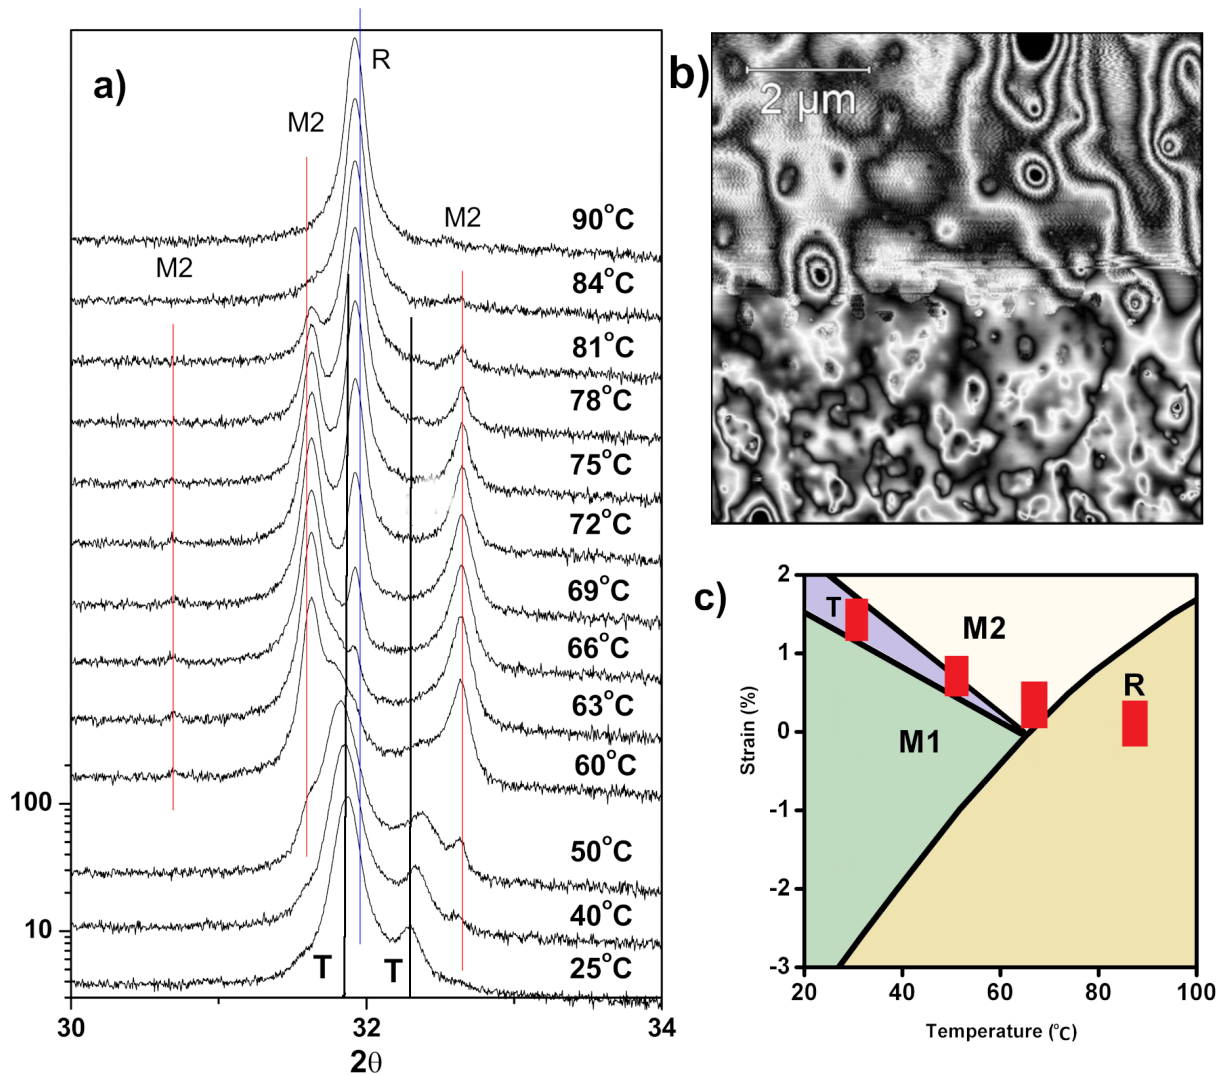 a)
R
M2
M2
M2
90°C
84°C
81°C
78°C
75°C
72°C
69°C
66°C
63°C
60°C
50°C
40°C
25°C
100
10
T
T
30
32
34
2θ
b)
2 μm
c)
2
1
0
-1
-2
-3
Strain (%)
T
M2
R
M1
20
40
60
80
100
Temperature (°C)